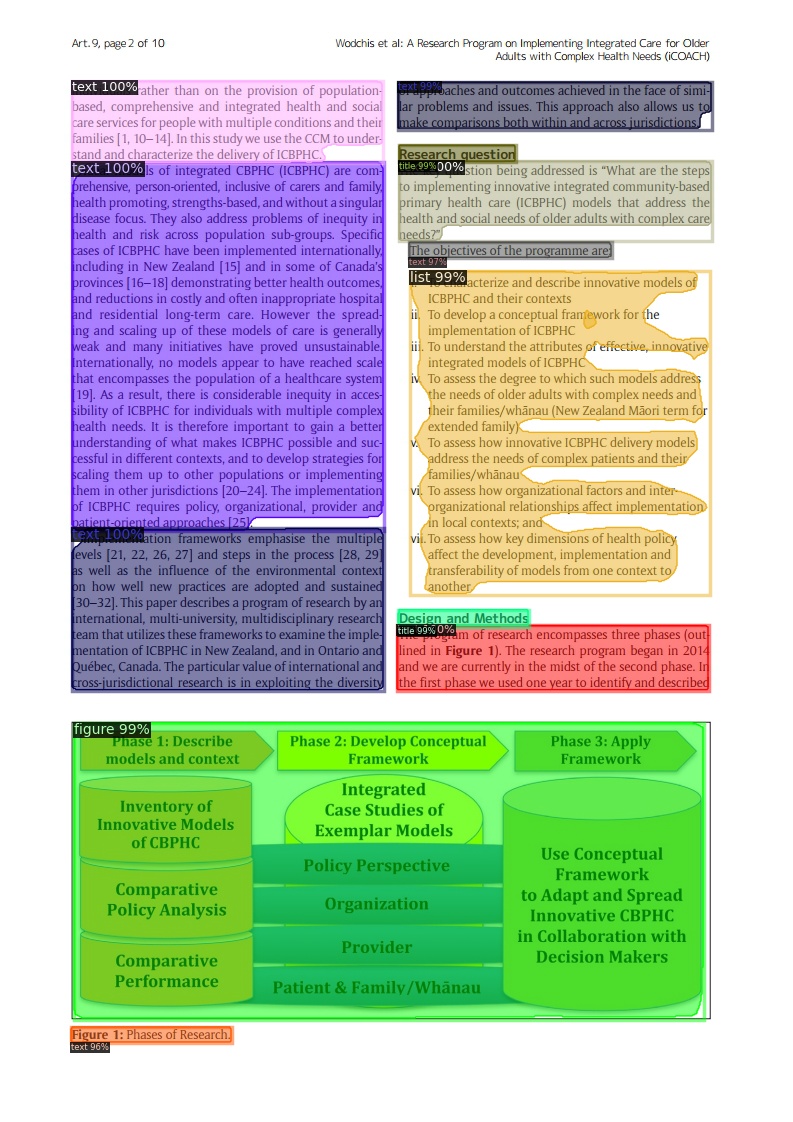 Art. 9, page 2 of 10
Wodchis et al: A Research Program on Implementing Integrated Care for Older
Adults with Complex Health Needs (iCOACH)
text 100%
rather than on the provision of population-
based, comprehensive and integrated health and social
care services for people with multiple conditions and their
families [1, 10–14]. In this study we use the CCM to under-
stand and characterize the delivery of ICBPHC.
text 100%
of integrated CBPHC (ICBPHC) are com-
prehensive, person-oriented, inclusive of carers and family,
health promoting, strengths-based, and without a singular
disease focus. They also address problems of inequity in
health and risk across population sub-groups. Specific
cases of ICBPHC have been implemented internationally,
including in New Zealand [15] and in some of Canada's
provinces [16–18] demonstrating better health outcomes,
and reductions in costly and often inappropriate hospital
and residential long-term care. However the spread-
ing and scaling up of these models of care is generally
weak and many initiatives have proved unsustainable.
Internationally, no models appear to have reached scale
that encompasses the population of a healthcare system
[19]. As a result, there is considerable inequity in acces-
sibility of ICBPHC for individuals with multiple complex
health needs. It is therefore important to gain a better
understanding of what makes ICBPHC possible and suc-
cessful in different contexts, and to develop strategies for
scaling them up to other populations or implementing
them in other jurisdictions [20–24]. The implementation
of ICBPHC requires policy, organizational, provider and
patient-oriented approaches [25].
text 100%
frameworks emphasise the multiple
levels [21, 22, 26, 27] and steps in the process [28, 29]
as well as the influence of the environmental context
on how well new practices are adopted and sustained
[30–32]. This paper describes a program of research by an
international, multi-university, multidisciplinary research
team that utilizes these frameworks to examine the imple-
mentation of ICBPHC in New Zealand, and in Ontario and
Québec, Canada. The particular value of international and
cross-jurisdictional research is in exploiting the diversity
text 99%
approaches and outcomes achieved in the face of simi-
lar problems and issues. This approach also allows us to
make comparisons both within and across jurisdictions.
Research question
title 99%
00%
question being addressed is “What are the steps
to implementing innovative integrated community-based
primary health care (ICBPHC) models that address the
health and social needs of older adults with complex care
needs?”
The objectives of the programme are:
text 97%
list 99%
characterize and describe innovative models of
ICBPHC and their contexts
ii. To develop a conceptual framework for the
implementation of ICBPHC
iii. To understand the attributes of effective, innovative
integrated models of ICBPHC
iv. To assess the degree to which such models address
the needs of older adults with complex needs and
their families/whānau (New Zealand Māori term for
extended family)
v. To assess how innovative ICBPHC delivery models
address the needs of complex patients and their
families/whānau
vi. To assess how organizational factors and inter-
organizational relationships affect implementation
in local contexts; and
vii. To assess how key dimensions of health policy
affect the development, implementation and
transferability of models from one context to
another
Design and Methods
title 99%
0%
program of research encompasses three phases (out-
lined in Figure 1). The research program began in 2014
and we are currently in the midst of the second phase. In
the first phase we used one year to identify and described
figure 99%
Phase 1: Describe
models and context
Phase 2: Develop Conceptual
Framework
Phase 3: Apply
Framework
Inventory of
Innovative Models
of CBPHC
Comparative
Policy Analysis
Comparative
Performance
Integrated
Case Studies of
Exemplar Models
Policy Perspective
Organization
Provider
Patient & Family/Whānau
Use Conceptual
Framework
to Adapt and Spread
Innovative CBPHC
in Collaboration with
Decision Makers
Figure 1: Phases of Research.
text 96%